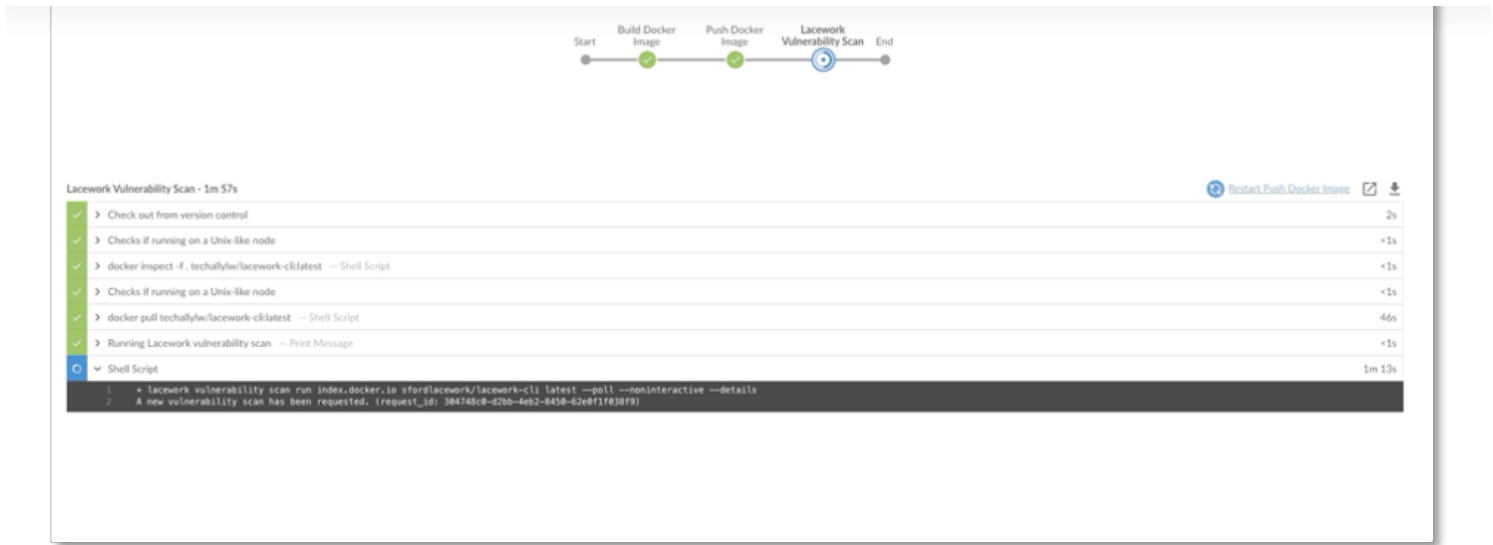 Start
Build Docker
Image
Push Docker
Image
Lacework
Vulnerability Scan
End
Lacework Vulnerability Scan - 1m 57s
Restart Push Docker Image
Check out from version control 2s
Checks if running on a Unix-like node <1s
docker inspect -f . techallylw/lacework-cli:latest — Shell Script <1s
Checks if running on a Unix-like node <1s
docker pull techallylw/lacework-cli:latest — Shell Script 46s
Running Lacework vulnerability scan — Print Message <1s
Shell Script 1m 13s
1 + lacework vulnerability scan run index.docker.io sfordlacework/lacework-cli latest --poll --noninteractive --details
2 A new vulnerability scan has been requested. (request_id: 304748c0-d2bb-4eb2-8450-62e0f1f038f9)